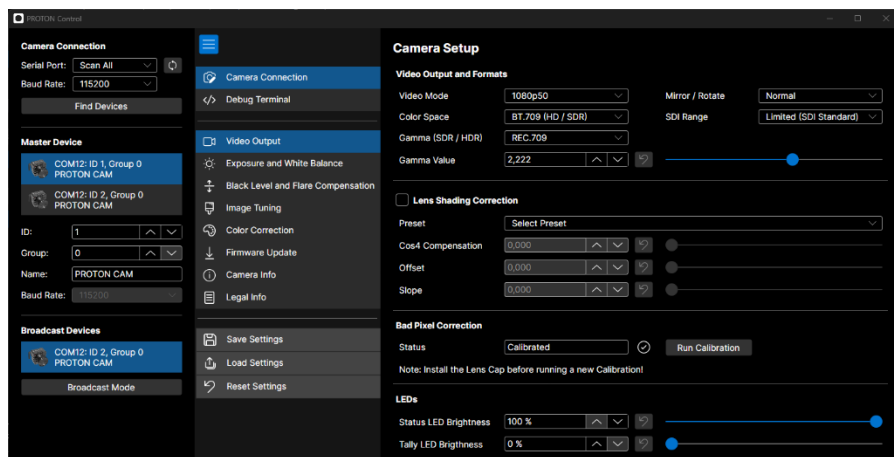 PROTON Control
Camera Connection
Serial Port: Scan All
Baud Rate: 115200
Find Devices
Master Device
COM12: ID 1, Group 0
PROTON CAM
COM12: ID 2, Group 0
PROTON CAM
ID: 1
Group: 0
Name: PROTON CAM
Baud Rate: 115200
Broadcast Devices
COM12: ID 2, Group 0
PROTON CAM
Broadcast Mode
Camera Connection
Debug Terminal
Video Output
Exposure and White Balance
Black Level and Flare Compensation
Image Tuning
Color Correction
Firmware Update
Camera Info
Legal Info
Save Settings
Load Settings
Reset Settings
Camera Setup
Video Output and Formats
Video Mode 1080p50 Mirror / Rotate Normal
Color Space BT.709 (HD / SDR) SDI Range Limited (SDI Standard)
Gamma (SDR / HDR) REC.709
Gamma Value 2,222
Lens Shading Correction
Preset Select Preset
Cos4 Compensation 0,000
Offset 0,000
Slope 0,000
Bad Pixel Correction
Status Calibrated Run Calibration
Note: Install the Lens Cap before running a new Calibration!
LEDs
Status LED Brightness 100 %
Tally LED Brigthness 0 %